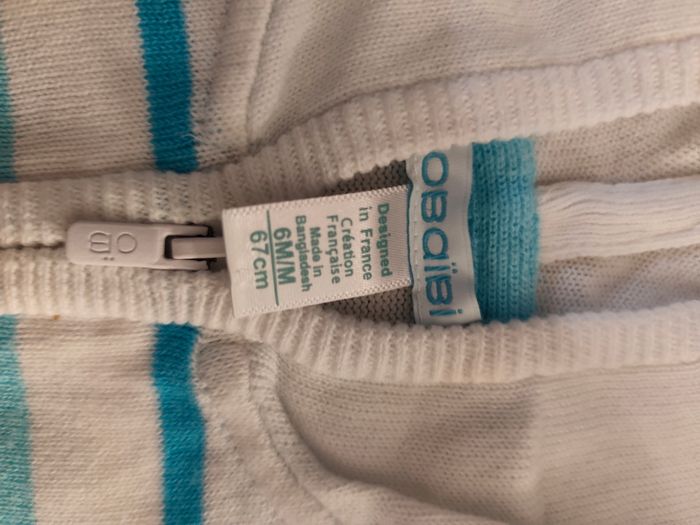 OBaïBi
Designed
in France
Création
Française
Made in
Bangladesh
6M/M
67cm